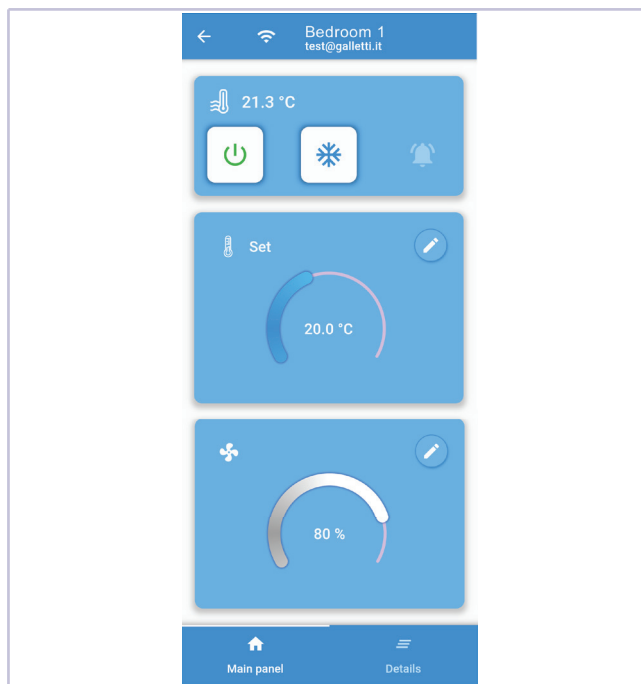 Bedroom 1
test@galletti.it
21.3 °C
Set
20.0 °C
80 %
Main panel
Details